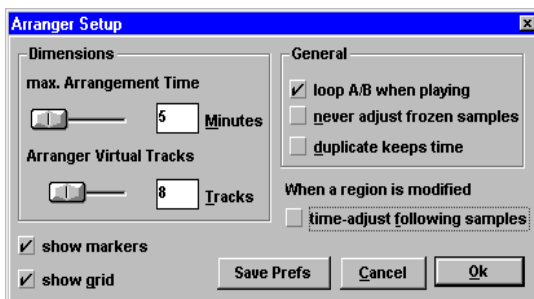 Arranger Setup
Dimensions
max. Arrangement Time
5 Minutes
Arranger Virtual Tracks
8 Tracks
General
loop A/B when playing
never adjust frozen samples
duplicate keeps time
When a region is modified
time-adjust following samples
show markers
show grid
Save Prefs
Cancel
Ok